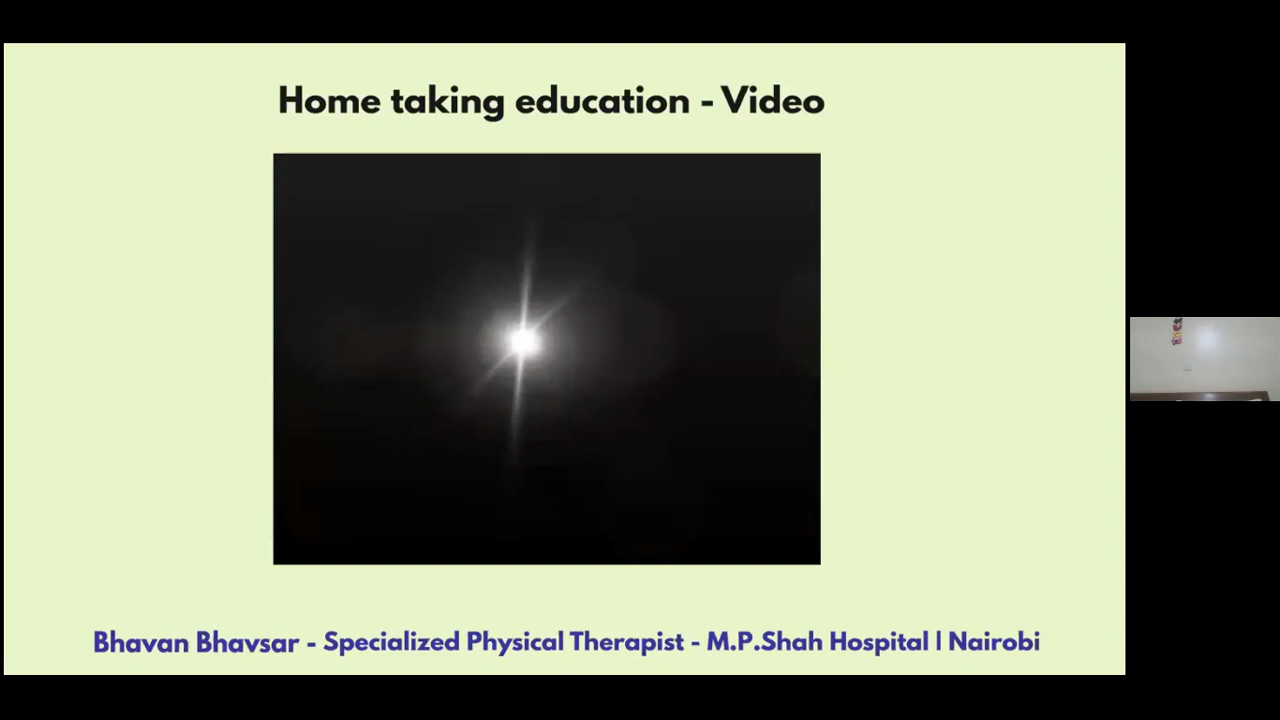 Home taking education - Video
Bhavan Bhavsar - Specialized Physical Therapist - M.P.Shah Hospital | Nairobi